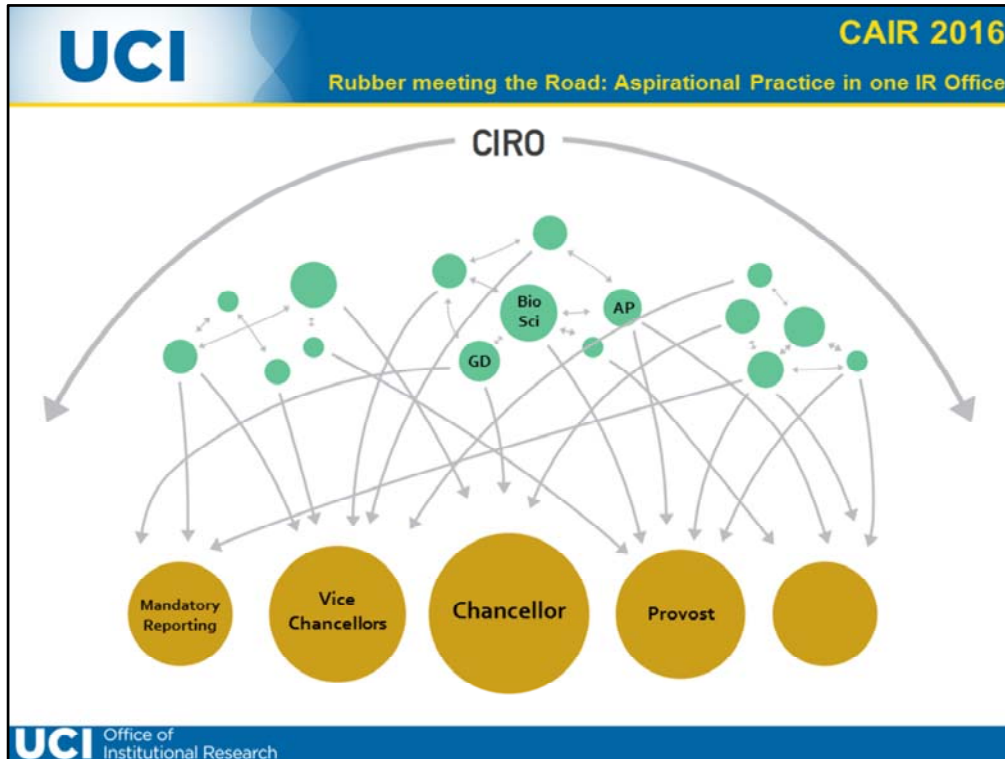 UCI
CAIR 2016
Rubber meeting the Road: Aspirational Practice in one IR Office
CIRO
Bio
Sci
AP
GD
Mandatory
Reporting
Vice
Chancellors
Chancellor
Provost
UCI
Office of
Institutional Research